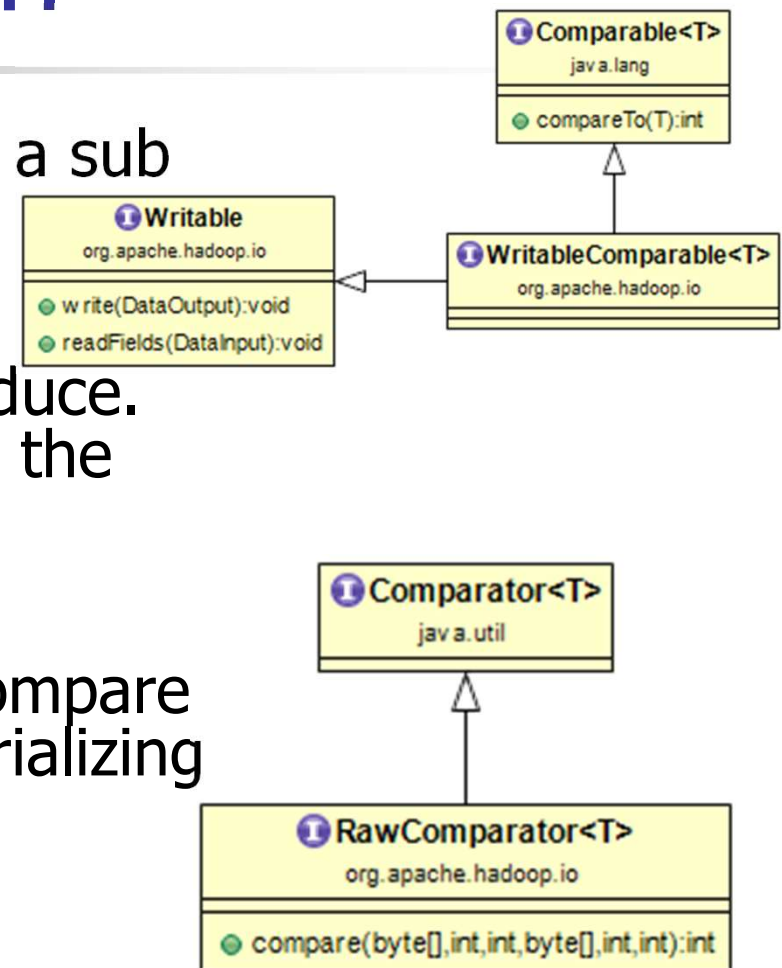 Comparable<T>
java.lang
compareTo(T):int
a sub
Writable
org.apache.hadoop.io
write(DataOutput):void
readFields(DataInput):void
WritableComparable<T>
org.apache.hadoop.io
duce.
the
Comparator<T>
java.util
ompare
rializing
RawComparator<T>
org.apache.hadoop.io
compare(byte[],int,int,byte[],int,int):int